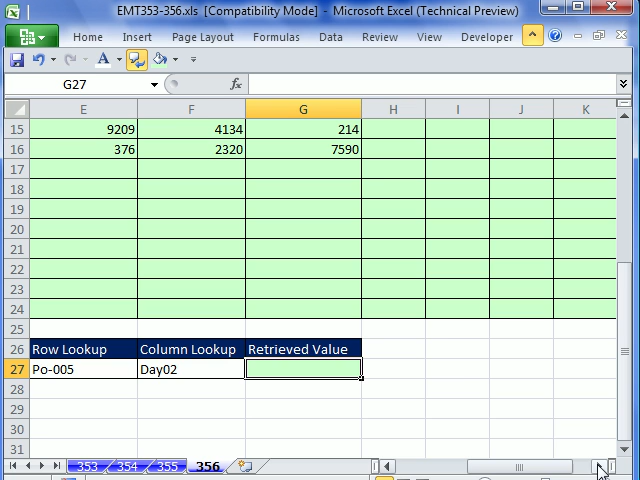 EMT353-356.xls [Compatibility Mode] - Microsoft Excel (Technical Preview)
Home Insert Page Layout Formulas Data Review View Developer
G27 fx
E F G H I J K
15 9209 4134 214
16 376 2320 7590
17
18
19
20
21
22
23
24
25
26 Row Lookup Column Lookup Retrieved Value
27 Po-005 Day02
28
29
30
31
353 354 355 356